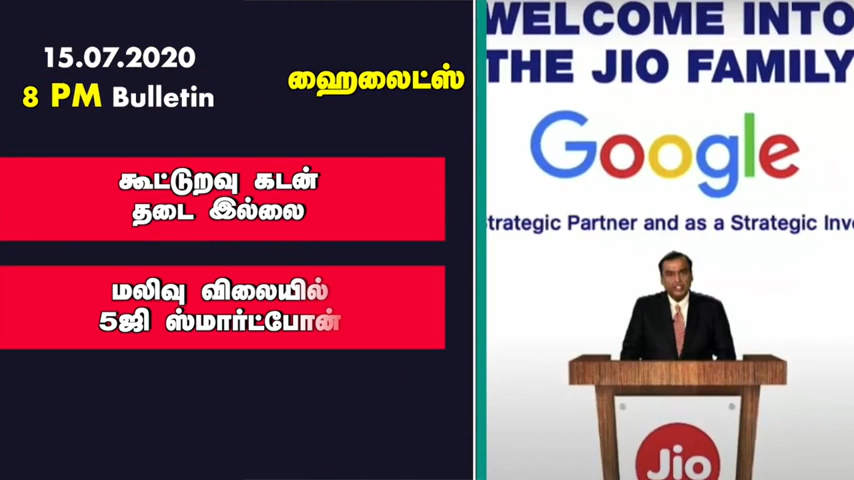 15.07.2020
8 PM Bulletin
ஹைலைட்ஸ்
கூட்டுறவு கடன்
தடை இல்லை
மலிவு விலையில்
5ஜி ஸ்மார்ட்போன்
WELCOME INTO
THE JIO FAMILY
Google
trategic Partner and as a Strategic Inve
Jio